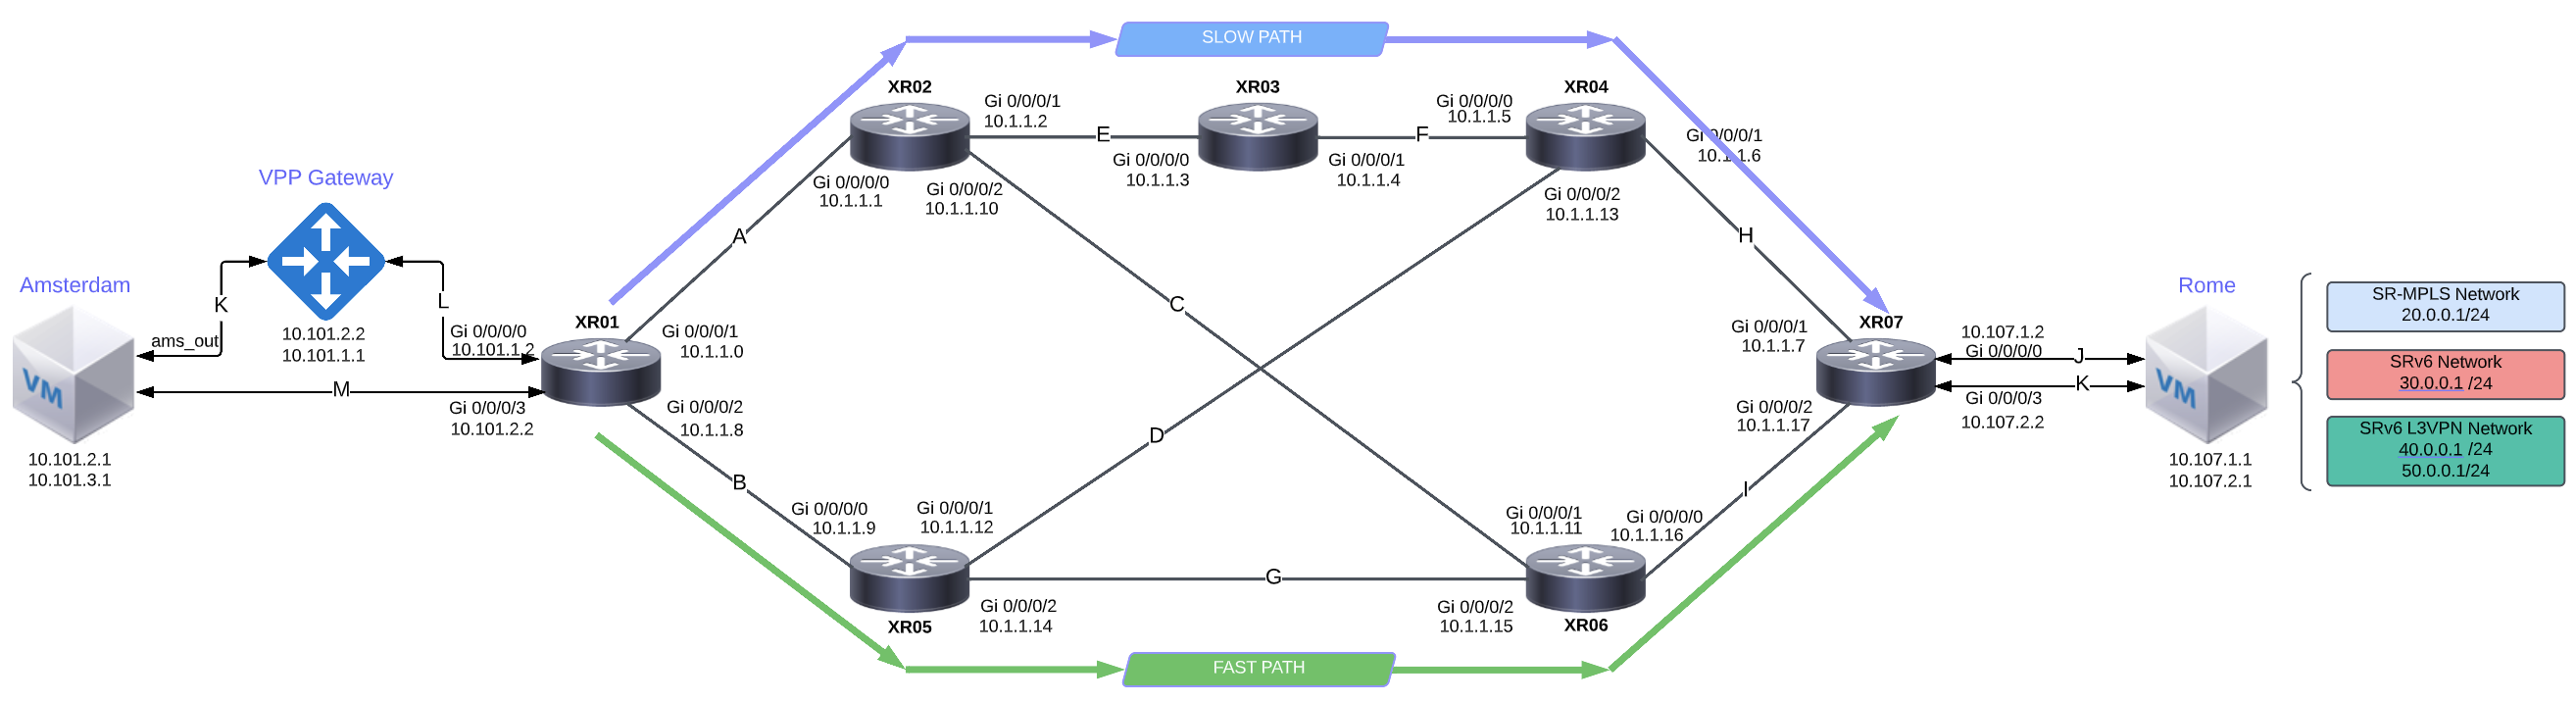 SLOW PATH
XR02
XR03
XR04
Gi 0/0/0/1
10.1.1.2
E
Gi 0/0/0/0
10.1.1.3
Gi 0/0/0/1
10.1.1.4
F
Gi 0/0/0/0
10.1.1.5
Gi 0/0/0/1
10.1.1.6
Gi 0/0/0/0
10.1.1.1
Gi 0/0/0/2
10.1.1.10
Gi 0/0/0/2
10.1.1.13
VPP Gateway
10.101.2.2
10.101.1.1
Amsterdam
ams_out
VM
10.101.2.1
10.101.3.1
K
L
M
Gi 0/0/0/0
10.101.1.2
Gi 0/0/0/3
10.101.2.2
XR01
Gi 0/0/0/1
10.1.1.0
Gi 0/0/0/2
10.1.1.8
A
B
C
D
H
I
Gi 0/0/0/0
10.1.1.9
Gi 0/0/0/1
10.1.1.12
XR05
Gi 0/0/0/2
10.1.1.14
G
Gi 0/0/0/1
10.1.1.11
Gi 0/0/0/0
10.1.1.16
Gi 0/0/0/2
10.1.1.15
XR06
Gi 0/0/0/1
10.1.1.7
XR07
Gi 0/0/0/2
10.1.1.17
10.107.1.2
Gi 0/0/0/0
J
K
Gi 0/0/0/3
10.107.2.2
Rome
VM
10.107.1.1
10.107.2.1
SR-MPLS Network
20.0.0.1/24
SRv6 Network
30.0.0.1 /24
SRv6 L3VPN Network
40.0.0.1 /24
50.0.0.1/24
FAST PATH